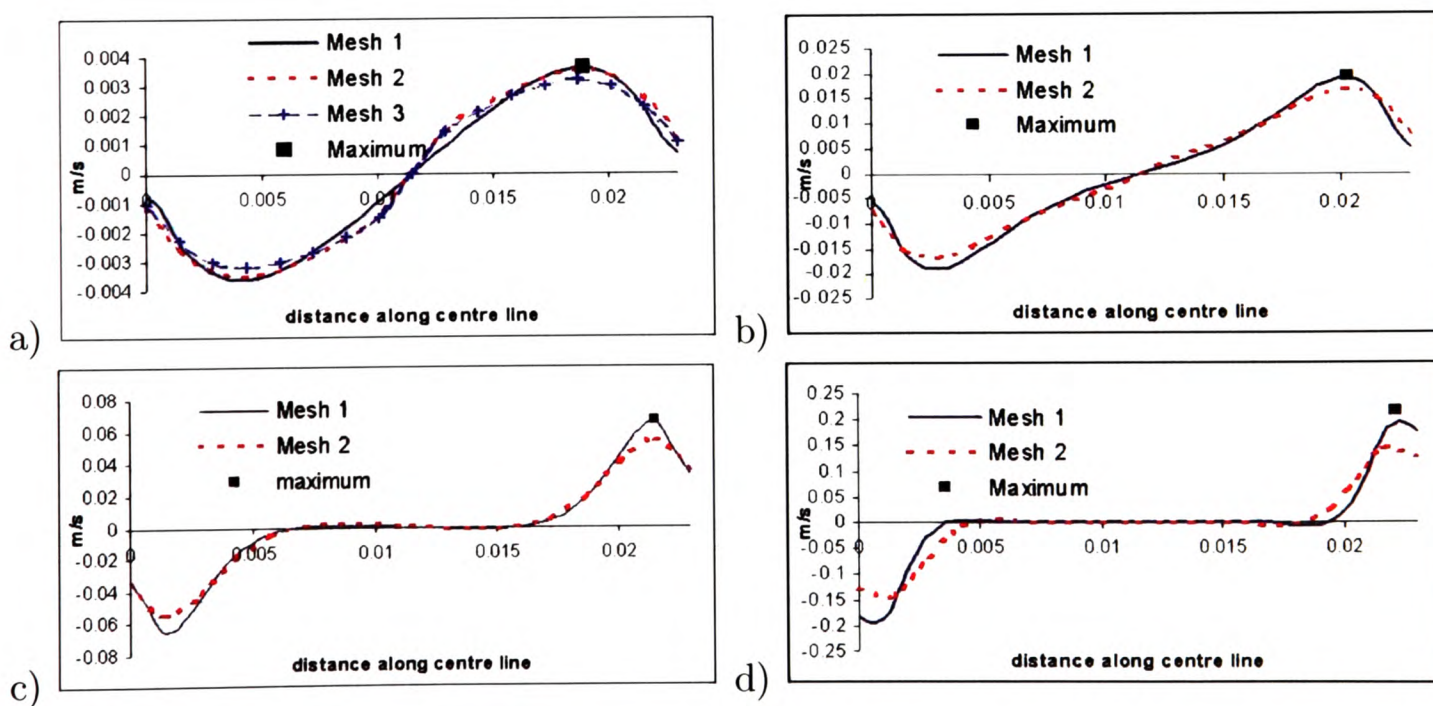 a)
0.004
0.003
0.002
0.001
0
-0.001
-0.002
-0.003
-0.004
m/s
0
0.005
0.01
0.015
0.02
Mesh 1
Mesh 2
Mesh 3
Maximum
distance along centre line
b)
0.025
0.02
0.015
0.01
0.005
0
-0.005
-0.01
-0.015
-0.02
-0.025
m/s
0
0.005
0.01
0.015
0.02
Mesh 1
Mesh 2
Maximum
distance along centre line
c)
0.08
0.06
0.04
0.02
0
-0.02
-0.04
-0.06
-0.08
m/s
0
0.005
0.01
0.015
0.02
Mesh 1
Mesh 2
maximum
distance along centre line
d)
0.25
0.2
0.15
0.1
0.05
0
-0.05
-0.1
-0.15
-0.2
-0.25
m/s
0
0.005
0.01
0.015
0.02
Mesh 1
Mesh 2
Maximum
distance along centre line